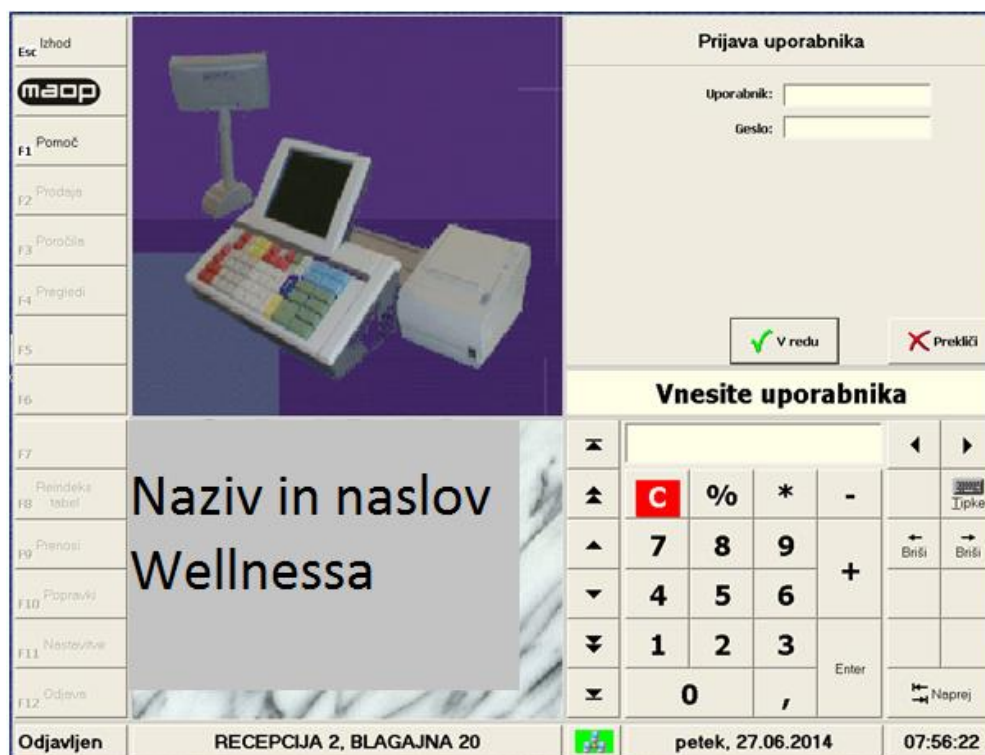 Esc Izhod
maop
F1 Pomoč
F2 Prodaja
F3 Poročila
F4 Pregledi
F5
F6
F7
F8 Reindeks tabel
F9 Prenosi
F10 Popravki
F11 Nastavitve
F12 Odjava
Naziv in naslov
Wellnessa
Prijava uporabnika
Uporabnik:
Geslo:
V redu
Prekliči
Vnesite uporabnika
C % * -
Tipke
7 8 9 +
Briši Briši
4 5 6
1 2 3
Enter
0 ,
Naprej
Odjavljen
RECEPCIJA 2, BLAGAJNA 20
petek, 27.06.2014
07:56:22